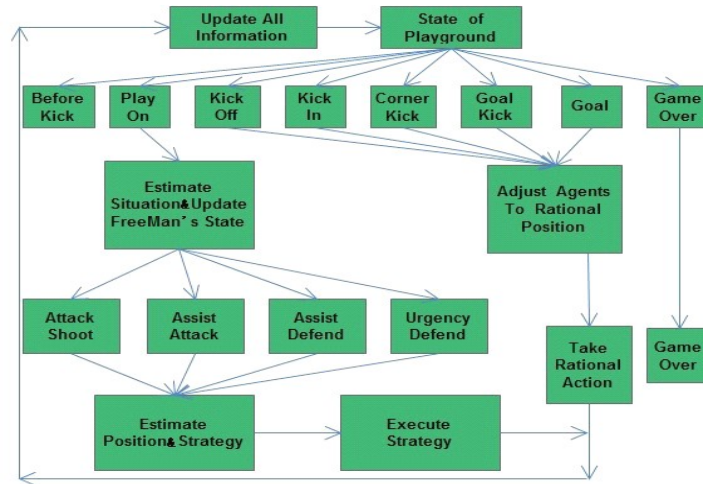 Update All
Information
State of
Playground
Before
Kick
Play
On
Kick
Off
Kick
In
Corner
Kick
Goal
Kick
Goal
Game
Over
Estimate
Situation&Update
FreeMan's State
Adjust Agents
To Rational
Position
Attack
Shoot
Assist
Attack
Assist
Defend
Urgency
Defend
Take
Rational
Action
Game
Over
Estimate
Position&Strategy
Execute
Strategy